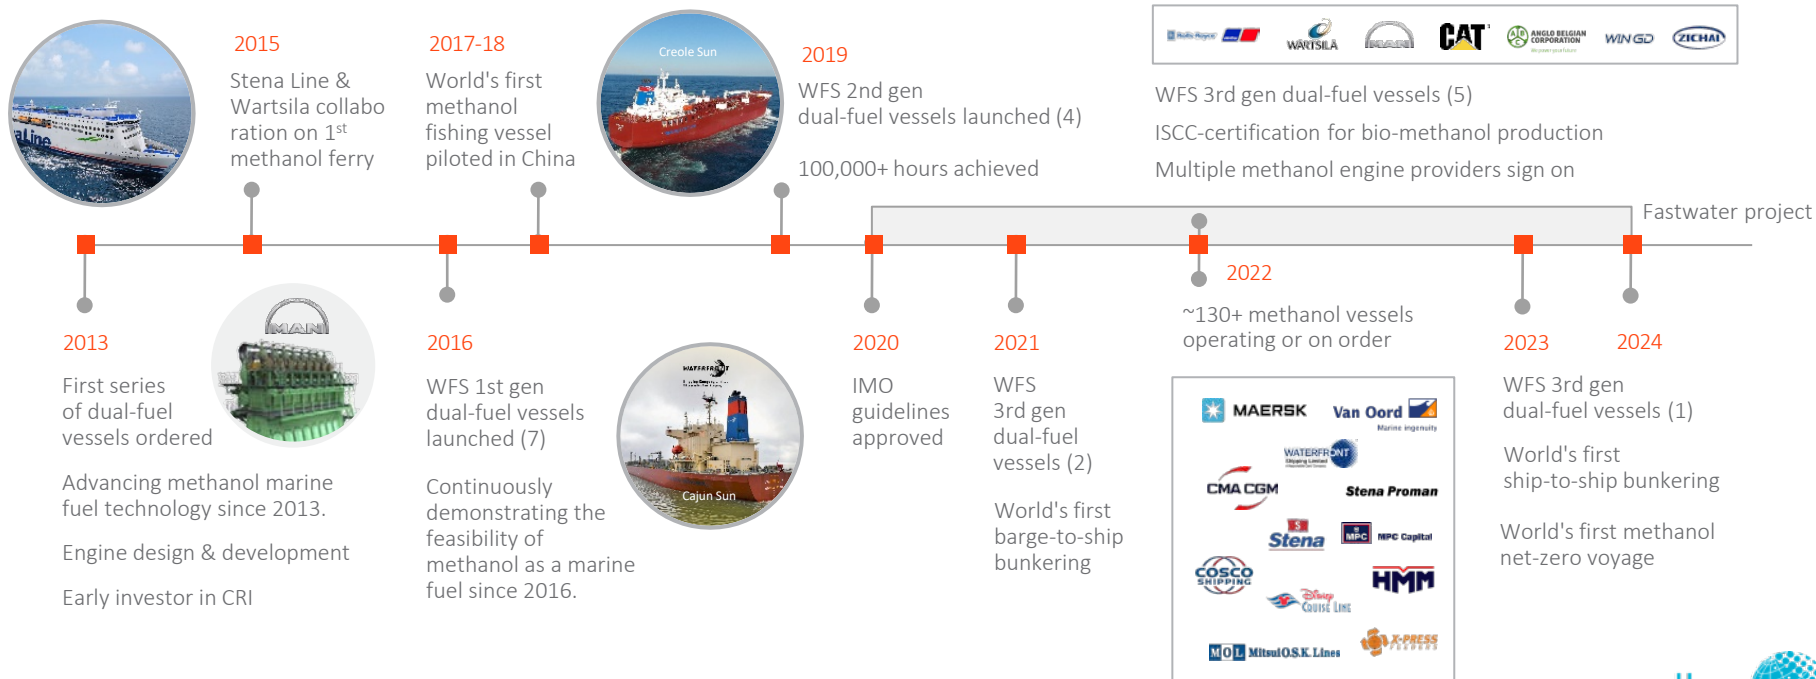 2015
Stena Line &
Wartsila collabo
ration on 1st
methanol ferry
2017-18
World's first
methanol
fishing vessel
piloted in China
Creole Sun
2019
WFS 2nd gen
dual-fuel vessels launched (4)
100,000+ hours achieved
Rolls Royce
WÄRTSILÄ
MAN
CAT
ABC
ANGLO BELGIAN
CORPORATION
WIN GD
ZICHAI
WFS 3rd gen dual-fuel vessels (5)
ISCC-certification for bio-methanol production
Multiple methanol engine providers sign on
Fastwater project
2013
First series
of dual-fuel
vessels ordered
Advancing methanol marine
fuel technology since 2013.
Engine design & development
Early investor in CRI
MAN
2016
WFS 1st gen
dual-fuel vessels
launched (7)
Continuously
demonstrating the
feasibility of
methanol as a marine
fuel since 2016.
WATERFRONT
Cajun Sun
2020
IMO
guidelines
approved
2021
WFS
3rd gen
dual-fuel
vessels (2)
World's first
barge-to-ship
bunkering
2022
~130+ methanol vessels
operating or on order
MAERSK
Van Oord
Marine ingenuity
WATERFRONT
Shipping Limited
CMA CGM
Stena Proman
S
Stena
MPC
MPC Capital
COSCO
SHIPPING
HMM
Disney
CRUISE LINE
MOL Mitsui O.S.K. Lines
X-PRESS
FEEDERS
2023
2024
WFS 3rd gen
dual-fuel vessels (1)
World's first
ship-to-ship bunkering
World's first methanol
net-zero voyage